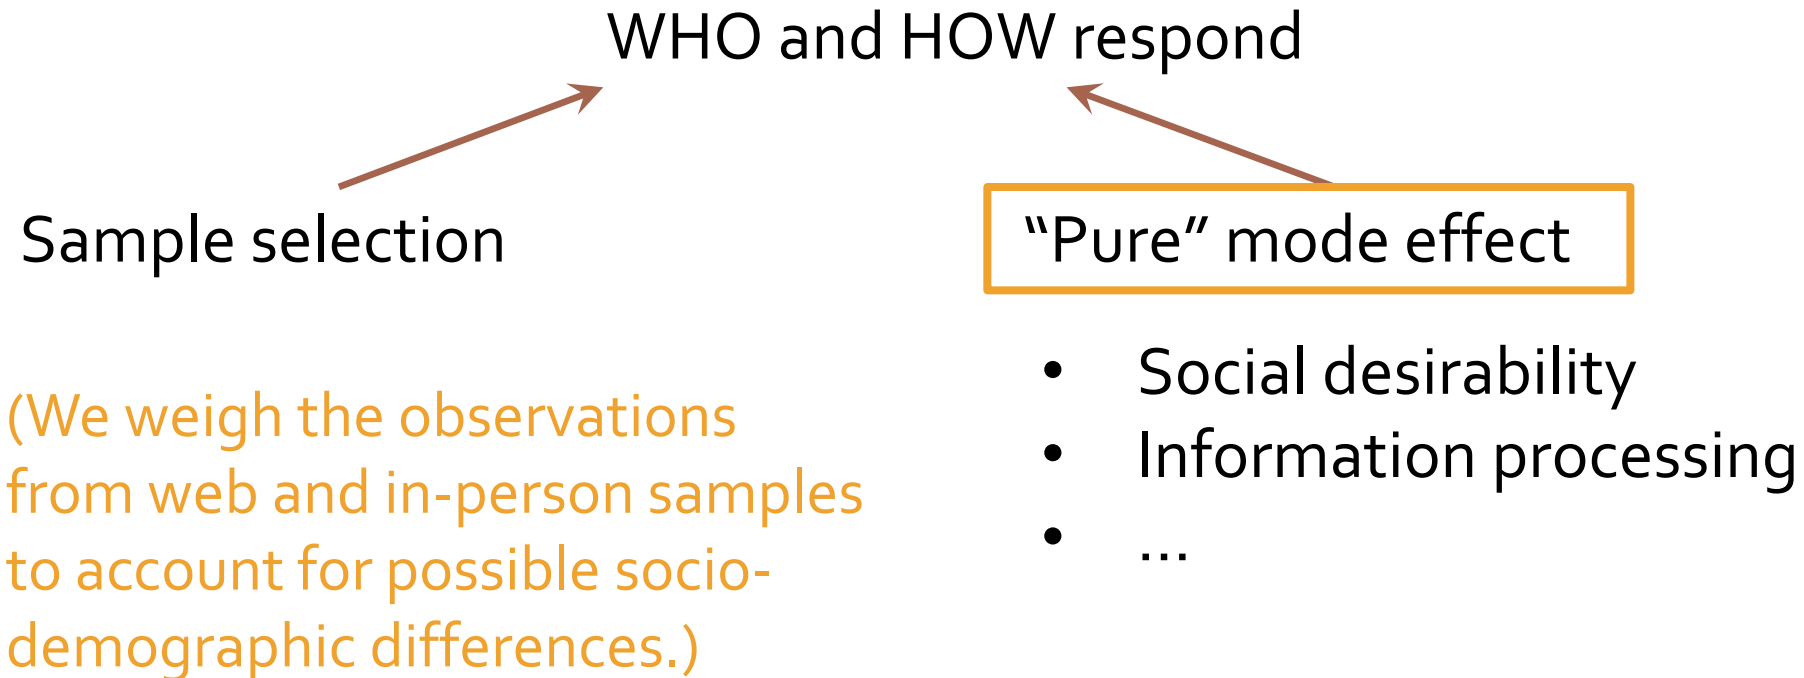 WHO and HOW respond
Sample selection
(We weigh the observations
from web and in-person samples
to account for possible socio-
demographic differences.)
“Pure” mode effect
• Social desirability
• Information processing
• ...